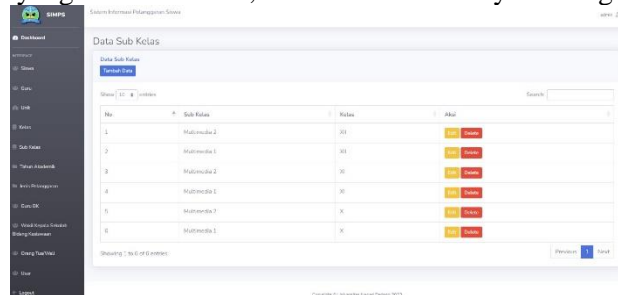 SIMPS
Sistem Informasi Pelanggaran Siswa
Dashboard
Data Sub Kelas
Data Sub Kelas
Tambah Data
Siswa
Guru
Unit
Kelas
Sub Kelas
Tahun Akademik
Jenis Pelanggaran
Guru BK
Wakil Kepala Sekolah
Bidang Kesiswaan
Orang Tua/Wali
User
Logout
Show 10 entries
Search:
No Sub Kelas Kelas Aksi
1 Multimedia 2 XII Edit Delete
2 Multimedia 1 XII Edit Delete
3 Multimedia 2 XI Edit Delete
4 Multimedia 1 XI Edit Delete
5 Multimedia 2 X Edit Delete
6 Multimedia 1 X Edit Delete
Showing 1 to 6 of 6 entries
Previous 1 Next